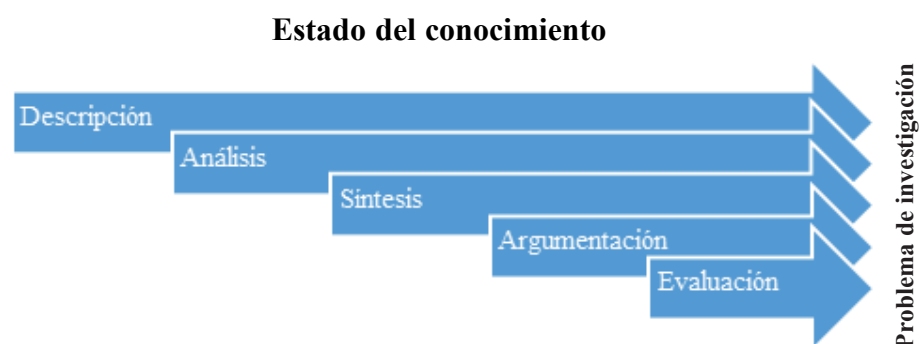 Estado del conocimiento
Descripción
Análisis
Síntesis
Argumentación
Evaluación
Problema de investigación